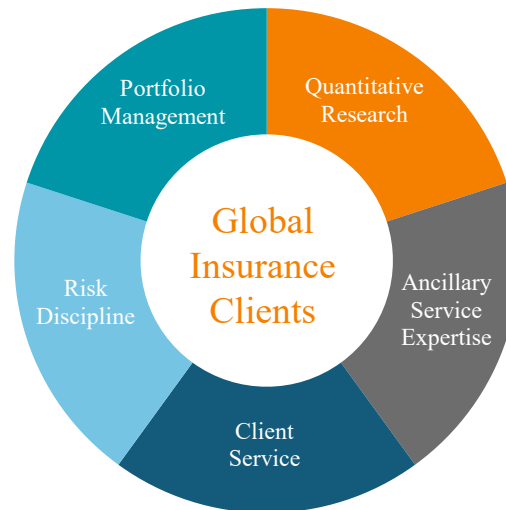 Portfolio
Management
Quantitative
Research
Global
Insurance
Clients
Risk
Discipline
Ancillary
Service
Expertise
Client
Service